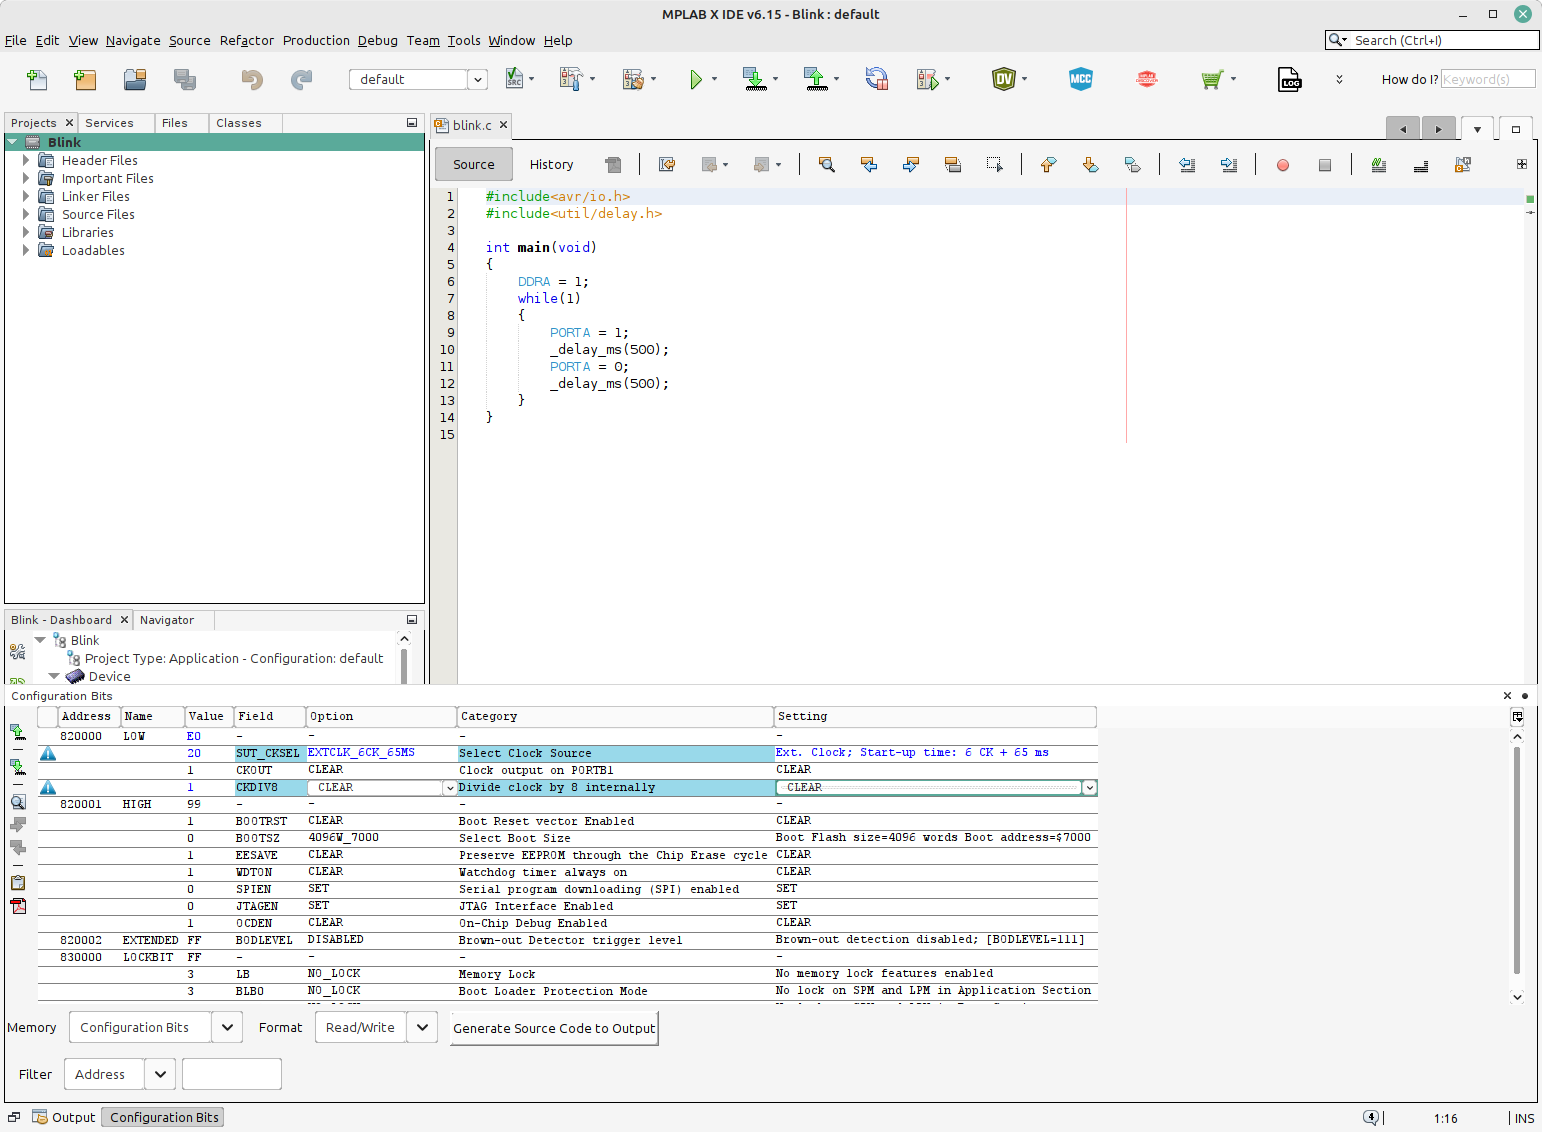 MPLAB X IDE v6.15 - Blink : default
File Edit View Navigate Source Refactor Production Debug Team Tools Window Help
Search (Ctrl+I)
default
SRC
DV
MCC
LOG
How do I? Keyword(s)
Projects Services Files Classes
Blink
Header Files
Important Files
Linker Files
Source Files
Libraries
Loadables
blink.c
Source History
1 #include<avr/io.h>
2 #include<util/delay.h>
3
4 int main(void)
5 {
6 DDRA = 1;
7 while(1)
8 {
9 PORTA = 1;
10 _delay_ms(500);
11 PORTA = 0;
12 _delay_ms(500);
13 }
14 }
15
Blink - Dashboard Navigator
Blink
Project Type: Application - Configuration: default
Device
Configuration Bits
Address Name Value Field Option Category Setting
820000 LOW E0 - - - -
20 SUT_CKSEL EXTCLK_6CK_65MS Select Clock Source Ext. Clock; Start-up time: 6 CK + 65 ms
1 CKOUT CLEAR Clock output on PORTB1 CLEAR
1 CKDIV8 CLEAR Divide clock by 8 internally CLEAR
820001 HIGH 99 - - - -
1 BOOTRST CLEAR Boot Reset vector Enabled CLEAR
0 BOOTSZ 4096W_7000 Select Boot Size Boot Flash size=4096 words Boot address=$7000
1 EESAVE CLEAR Preserve EEPROM through the Chip Erase cycle CLEAR
1 WDTON CLEAR Watchdog timer always on CLEAR
0 SPIEN SET Serial program downloading (SPI) enabled SET
0 JTAGEN SET JTAG Interface Enabled SET
1 OCDEN CLEAR On-Chip Debug Enabled CLEAR
820002 EXTENDED FF BODLEVEL DISABLED Brown-out Detector trigger level Brown-out detection disabled; [BODLEVEL=111]
830000 LOCKBIT FF - - - -
3 LB NO_LOCK Memory Lock No memory lock features enabled
3 BLB0 NO_LOCK Boot Loader Protection Mode No lock on SPM and LPM in Application Section
Memory Configuration Bits Format Read/Write Generate Source Code to Output
Filter Address
Output Configuration Bits
4 1:16 INS